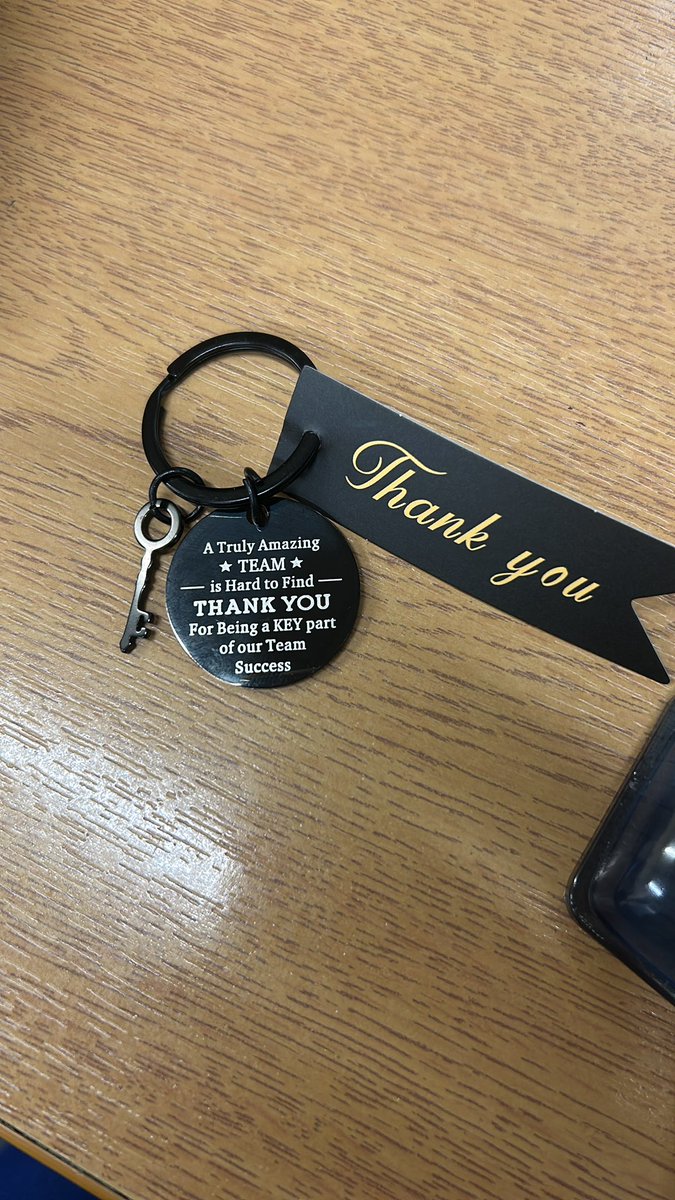 A Truly Amazing
★ TEAM ★
is Hard to Find
THANK YOU
For Being a KEY part
of our Team
Success
Thank you